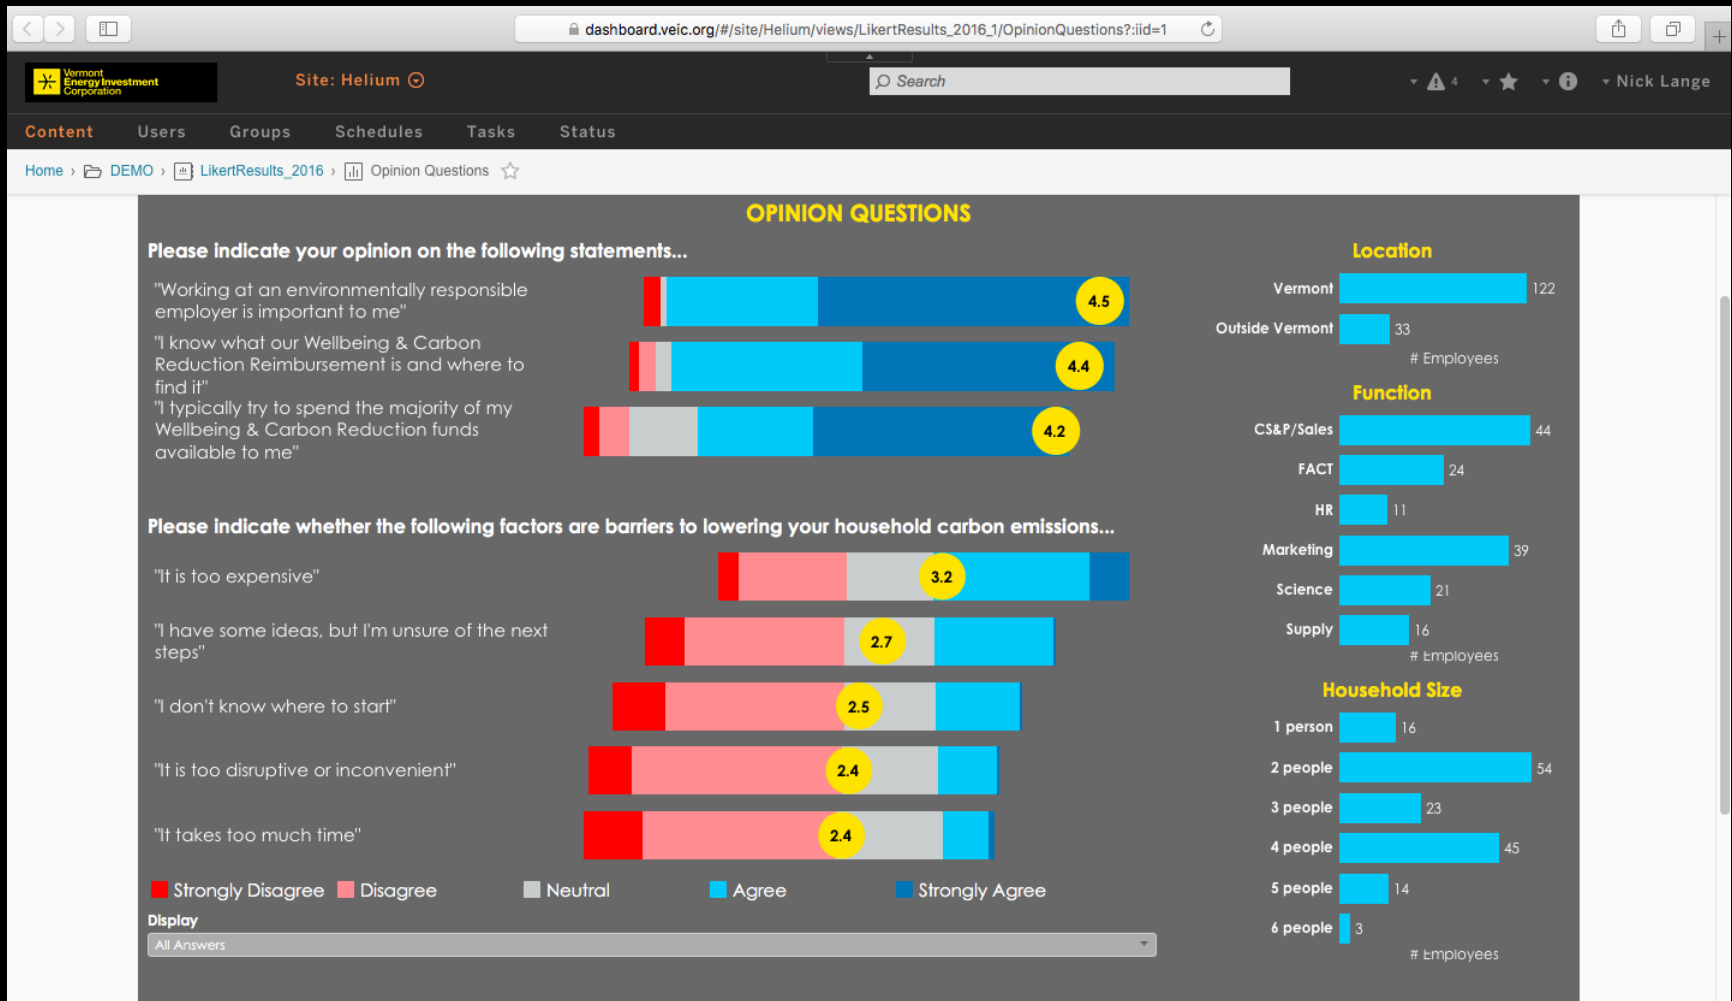 dashboard.veic.org/#/site/Helium/views/LikertResults_2016_1/OpinionQuestions?:iid=1
Vermont
Energy Investment
Corporation
Site: Helium
Search
4
Nick Lange
Content Users Groups Schedules Tasks Status
Home › DEMO › LikertResults_2016 › Opinion Questions
OPINION QUESTIONS
Please indicate your opinion on the following statements...
"Working at an environmentally responsible
employer is important to me"
4.5
"I know what our Wellbeing & Carbon
Reduction Reimbursement is and where to
find it"
4.4
"I typically try to spend the majority of my
Wellbeing & Carbon Reduction funds
available to me"
4.2
Please indicate whether the following factors are barriers to lowering your household carbon emissions...
"It is too expensive"
3.2
"I have some ideas, but I'm unsure of the next
steps"
2.7
"I don't know where to start"
2.5
"It is too disruptive or inconvenient"
2.4
"It takes too much time"
2.4
Strongly Disagree Disagree Neutral Agree Strongly Agree
Display
All Answers
Location
Vermont 122
Outside Vermont 33
# Employees
Function
CS&P/Sales 44
FACT 24
HR 11
Marketing 39
Science 21
Supply 16
# Employees
Household Size
1 person 16
2 people 54
3 people 23
4 people 45
5 people 14
6 people 3
# Employees